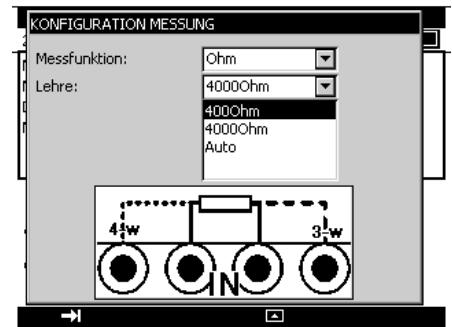 KONFIGURATION MESSUNG
Messfunktion: Ohm
Lehre: 4000Ohm
400Ohm
4000Ohm
Auto
4-w 3-w
IN